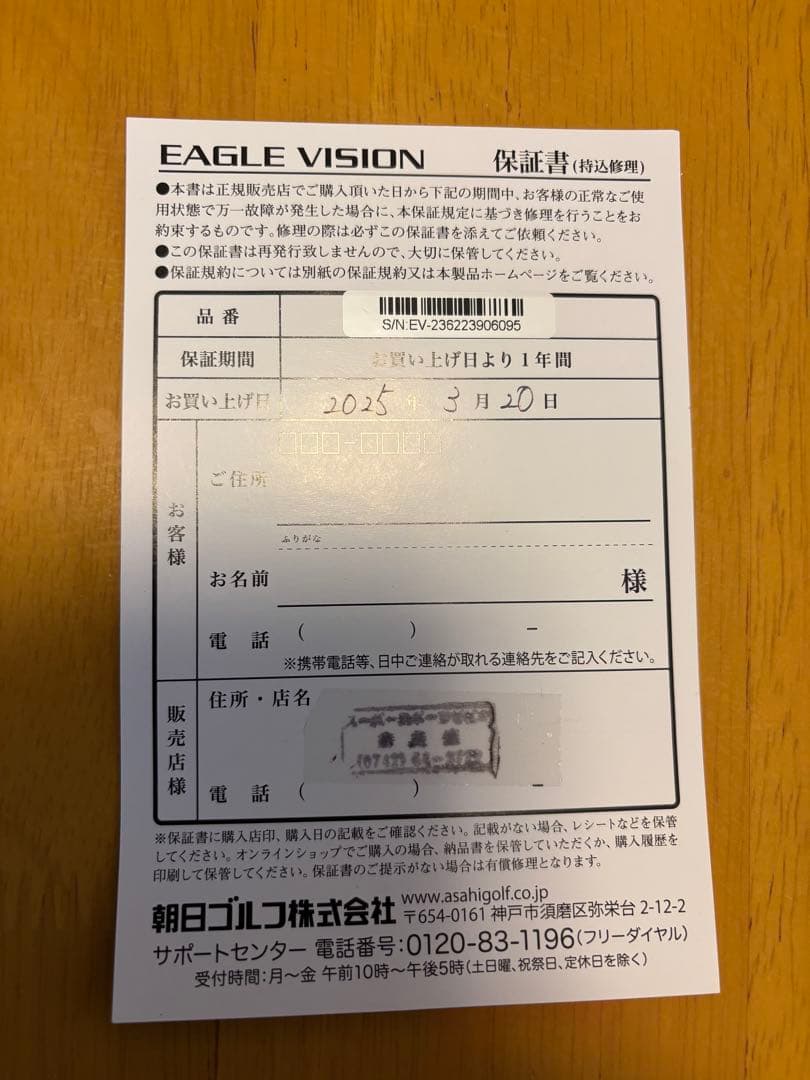 EAGLE VISION 保証書(持込修理)
●本書は正規販売店でご購入頂いた日から下記の期間中、お客様の正常なご使
用状態で万一故障が発生した場合に、本保証規定に基づき修理を行うことをお
約束するものです。修理の際は必ずこの保証書を添えてご依頼ください。
●この保証書は再発行致しませんので、大切に保管してください。
●保証規約については別紙の保証規約又は本製品ホームページをご覧ください。
品番
S/N:EV-236223906095
保証期間 お買い上げ日より1年間
お買い上げ日 2025年 3月20日
お客様
ご住所
ふりがな
お名前 様
電話 ( ) −
※携帯電話等、日中ご連絡が取れる連絡先をご記入ください。
販売店様
住所・店名
電話 ( ) −
※保証書に購入店印、購入日の記載をご確認ください。記載がない場合、レシートなどを保管
してください。オンラインショップでご購入の場合、納品書を保管していただくか、購入履歴を
印刷して保管してください。保証書のご提示がない場合は有償修理となります。
朝日ゴルフ株式会社 www.asahigolf.co.jp
〒654-0161 神戸市須磨区弥栄台 2-12-2
サポートセンター 電話番号:0120-83-1196(フリーダイヤル)
受付時間:月〜金 午前10時〜午後5時(土日曜、祝祭日、定休日を除く)